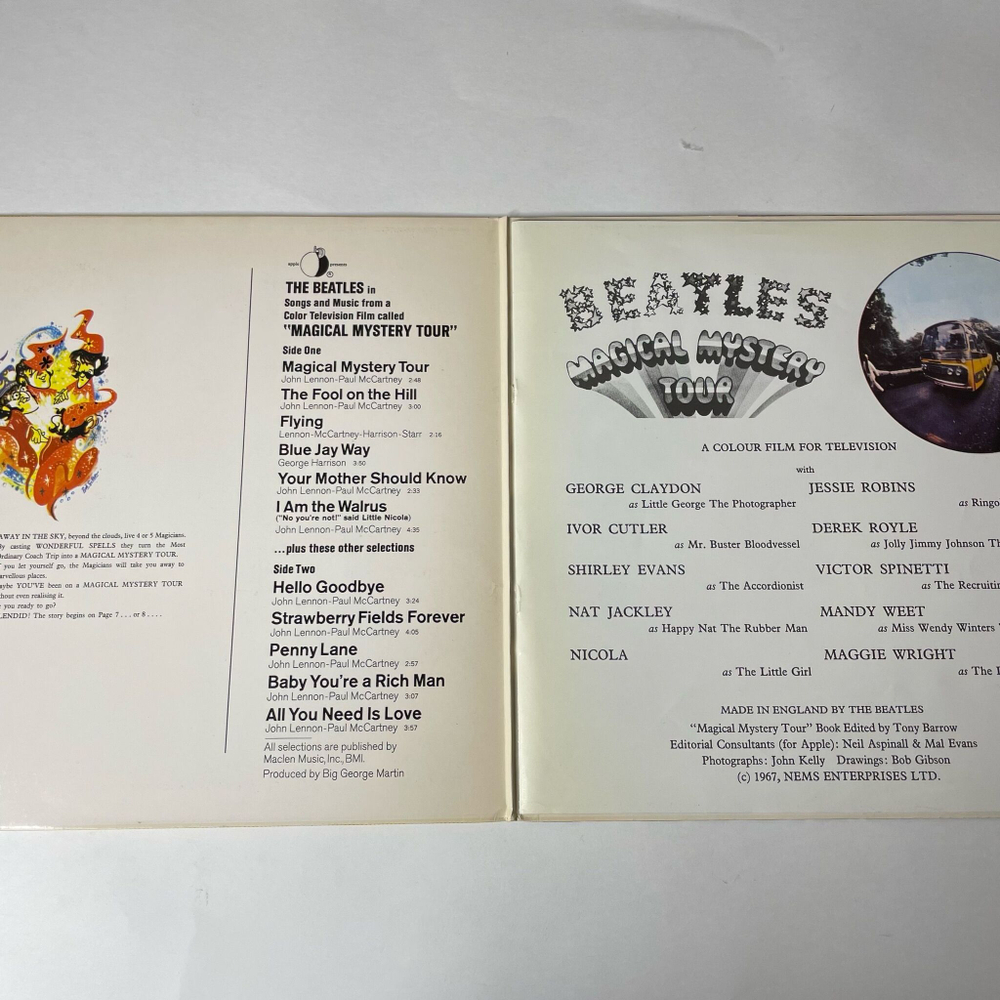 apple presents
THE BEATLES in
Songs and Music from a
Color Television Film called
"MAGICAL MYSTERY TOUR"
Side One
Magical Mystery Tour
John Lennon-Paul McCartney 2:48
The Fool on the Hill
John Lennon-Paul McCartney 3:00
Flying
Lennon-McCartney-Harrison-Starr 2:16
Blue Jay Way
George Harrison 3:50
Your Mother Should Know
John Lennon-Paul McCartney 2:33
I Am the Walrus
("No you're not!" said Little Nicola)
John Lennon-Paul McCartney 4:35
...plus these other selections
Side Two
Hello Goodbye
John Lennon-Paul McCartney 3:24
Strawberry Fields Forever
John Lennon-Paul McCartney 4:05
Penny Lane
John Lennon-Paul McCartney 2:57
Baby You're a Rich Man
John Lennon-Paul McCartney 3:07
All You Need Is Love
John Lennon-Paul McCartney 3:57
All selections are published by
Maclen Music, Inc., BMI.
Produced by Big George Martin
AWAY IN THE SKY, beyond the clouds, live 4 or 5 Magicians.
By casting WONDERFUL SPELLS they turn the Most
Ordinary Coach Trip into a MAGICAL MYSTERY TOUR.
f you let yourself go, the Magicians will take you away to
arvellous places.
aybe YOU'VE been on a MAGICAL MYSTERY TOUR
thout even realising it.
e you ready to go?
LENDID! The story begins on Page 7 . . . or 8 . . . .
BEATLES
MAGICAL MYSTERY
TOUR
A COLOUR FILM FOR TELEVISION
with
GEORGE CLAYDON JESSIE ROBINS
as Little George The Photographer as Ringo
IVOR CUTLER DEREK ROYLE
as Mr. Buster Bloodvessel as Jolly Jimmy Johnson Th
SHIRLEY EVANS VICTOR SPINETTI
as The Accordionist as The Recruitin
NAT JACKLEY MANDY WEET
as Happy Nat The Rubber Man as Miss Wendy Winters
NICOLA MAGGIE WRIGHT
as The Little Girl as The
MADE IN ENGLAND BY THE BEATLES
"Magical Mystery Tour" Book Edited by Tony Barrow
Editorial Consultants (for Apple): Neil Aspinall & Mal Evans
Photographs: John Kelly Drawings: Bob Gibson
(c) 1967, NEMS ENTERPRISES LTD.